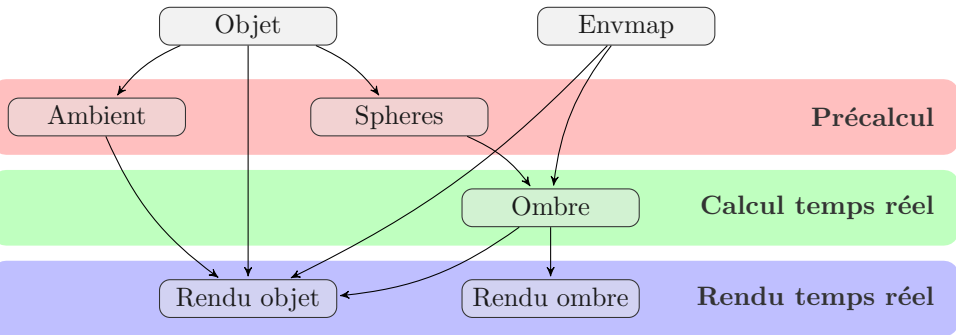 Objet
Envmap
Ambient
Spheres
Précalcul
Ombre
Calcul temps réel
Rendu objet
Rendu ombre
Rendu temps réel